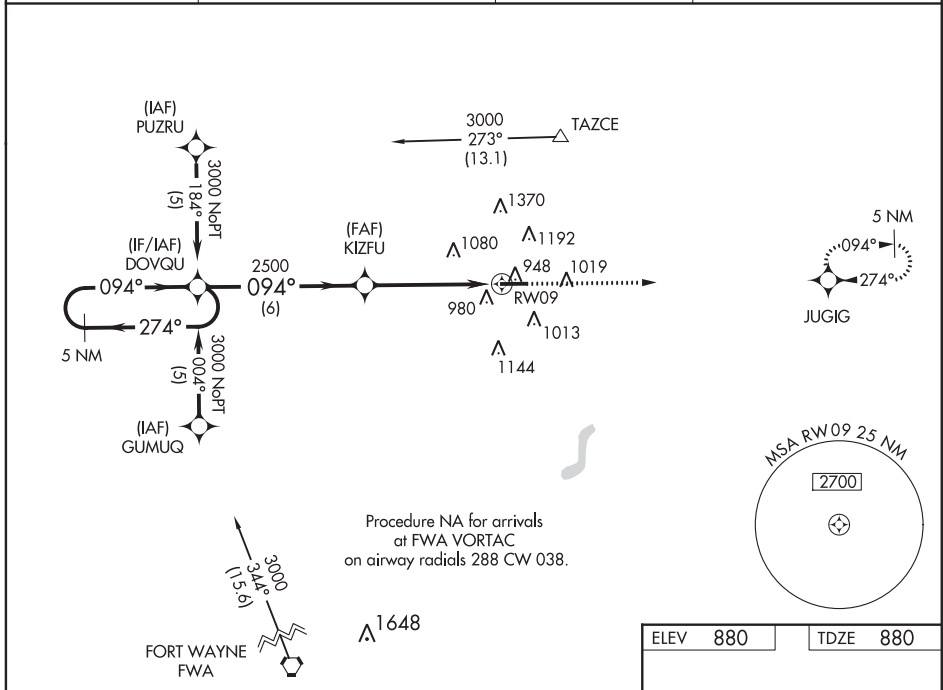 (IAF)
PUZRU
3000 NoPT
184°
(5)
3000
273°
(13.1)
TAZCE
1370
1192
1080
948
1019
980
RW09
1013
1144
(IF/IAF)
DOVQU
094°
2500
094°
(6)
(FAF)
KIZFU
274°
5 NM
3000 NoPT
004°
(5)
(IAF)
GUMUQ
5 NM
094°
274°
JUGIG
MSA RW09 25 NM
2700
Procedure NA for arrivals
at FWA VORTAC
on airway radials 288 CW 038.
3000
344°
(15.6)
1648
FORT WAYNE
FWA
ELEV 880
TDZE 880